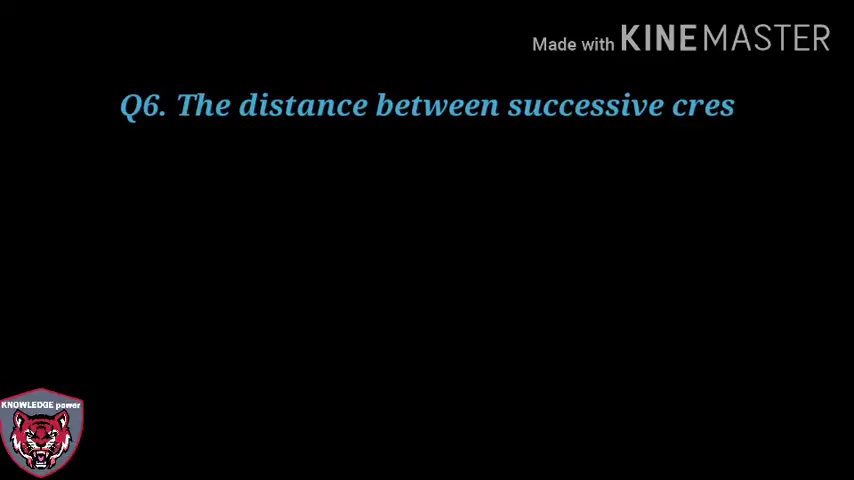 Made with KINEMASTER
Q6. The distance between successive cres
KNOWLEDGE power